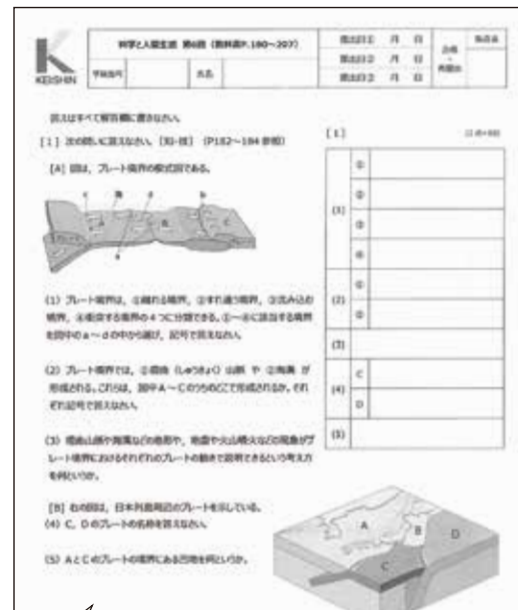 KEISHIN
科学と人間生活 第6回（教科書P.180～207）
提出日① 月 日
提出日② 月 日
提出日③ 月 日
合格
・
再提出
氏名
答えはすべて解答欄に書きなさい。
[1] 次の問いに答えなさい。[知・技]（P182～184 参照）
[A] 図は、プレート境界の模式図である。
c
海
d
b
A
B
C
a
(1) プレート境界は、①離れる境界、②すれ違う境界、③沈み込む
境界、④衝突する境界の4つに分類できる。①～④に該当する境界
を図中のa～dの中から選び、記号で答えなさい。
(2) プレート境界では、①褶曲（しゅうきょく）山脈 や ②海溝 が
形成される。これらは、図中A～Cのうちのどこで形成されるか。それ
ぞれ記号で答えなさい。
(3) 褶曲山脈や海溝などの地形や、地震や火山噴火などの現象がプ
レート境界におけるそれぞれのプレートの動きで説明できるという考え方
を何というか。
[B] 右の図は、日本列島周辺のプレートを示している。
(4) C、Dのプレートの名称を答えなさい。
(5) AとCのプレートの境界にある凹地を何というか。
[1]
(1)
①
②
③
④
(2)
①
②
(3)
(4)
C
D
(5)
A
B
D
C